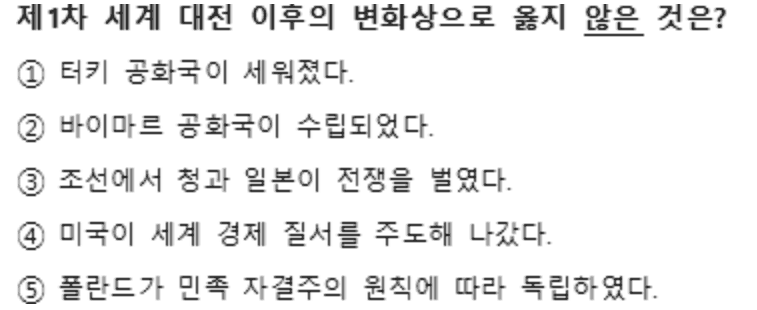 제1차 세계 대전 이후의 변화상으로 옳지 않은 것은?
① 터키 공화국이 세워졌다.
② 바이마르 공화국이 수립되었다.
③ 조선에서 청과 일본이 전쟁을 벌였다.
④ 미국이 세계 경제 질서를 주도해 나갔다.
⑤ 폴란드가 민족 자결주의 원칙에 따라 독립하였다.